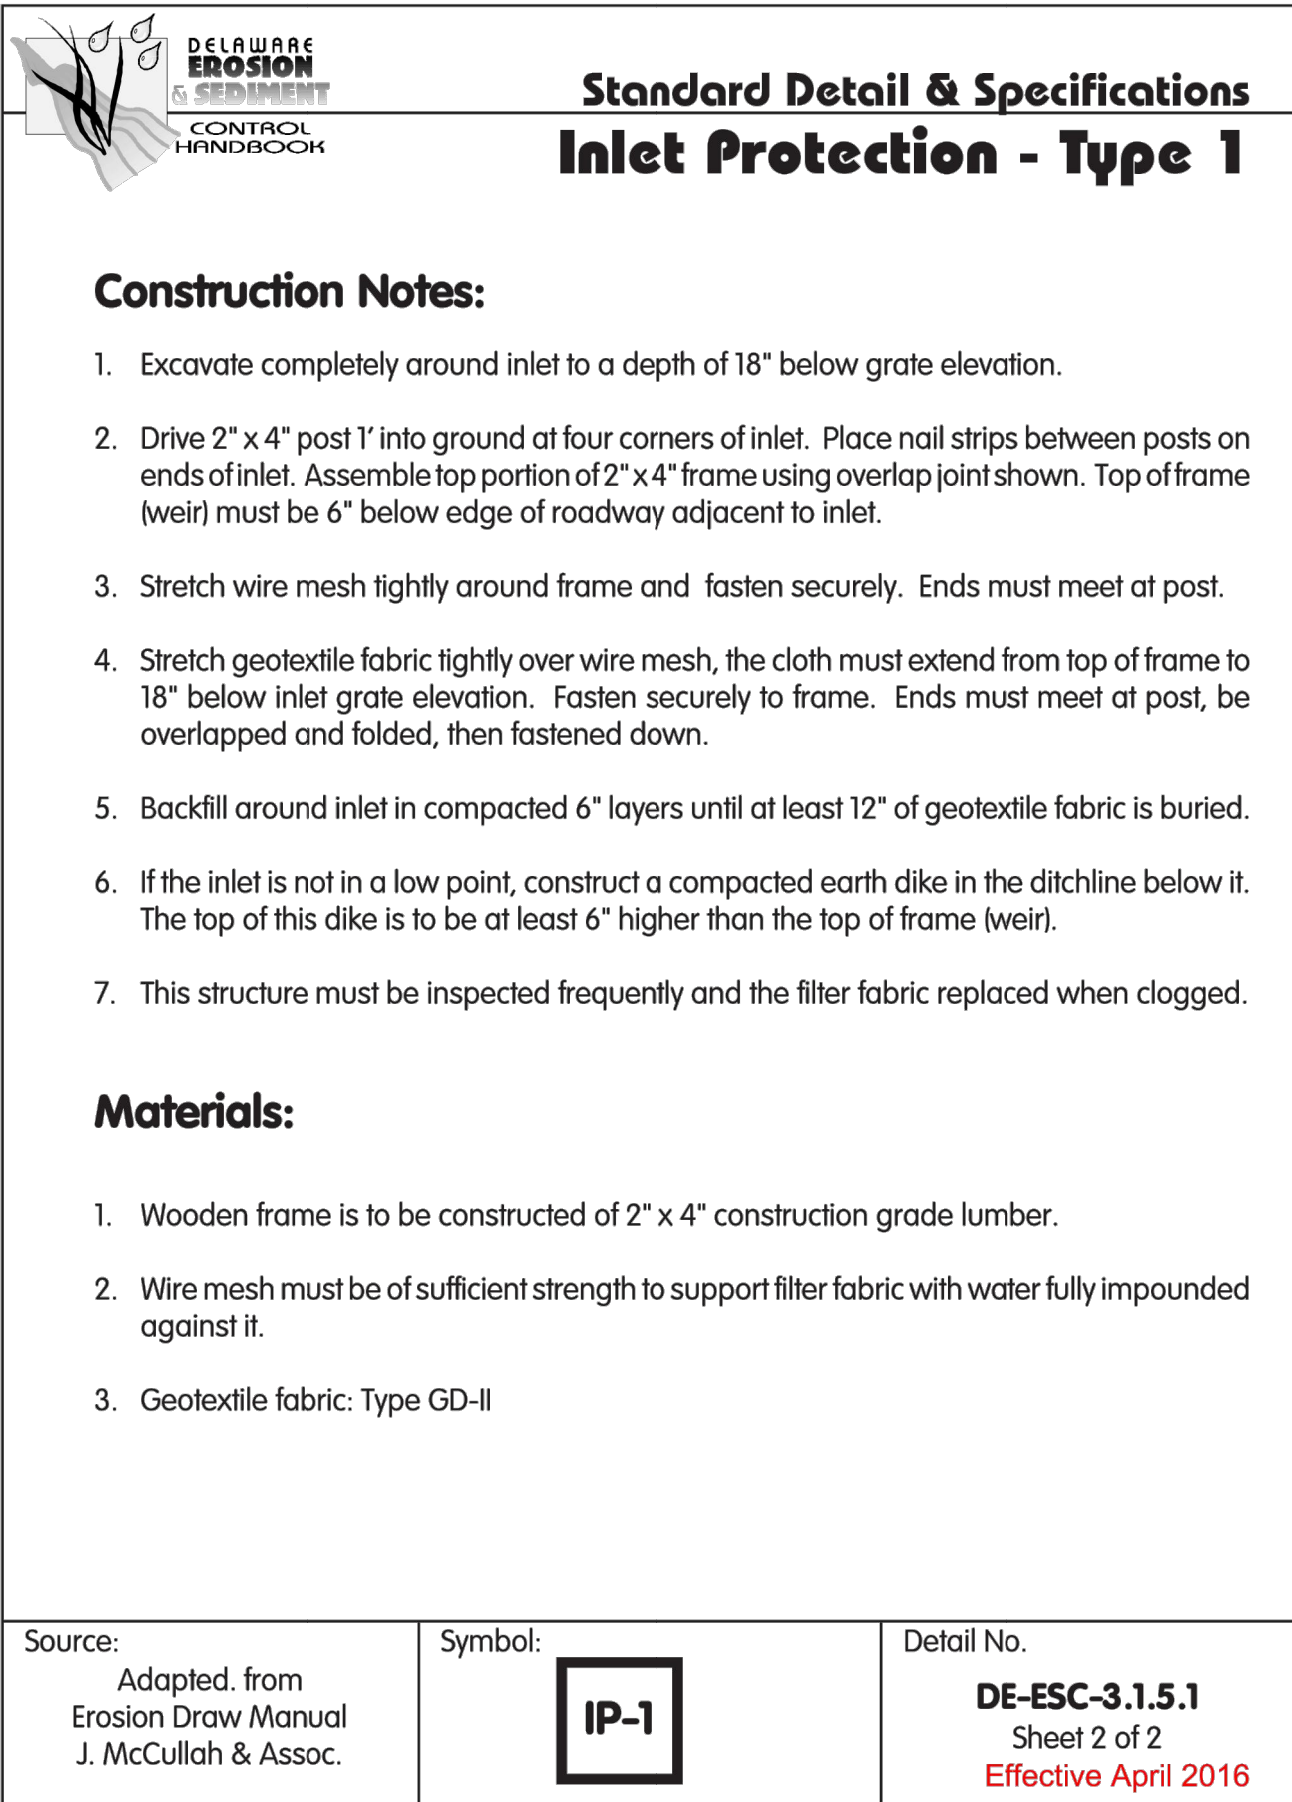 DELAWARE
EROSION
& SEDIMENT
CONTROL
HANDBOOK
Standard Detail & Specifications
Inlet Protection - Type 1
Construction Notes:
1. Excavate completely around inlet to a depth of 18" below grate elevation.
2. Drive 2" x 4" post 1’ into ground at four corners of inlet. Place nail strips between posts on
ends of inlet. Assemble top portion of 2" x 4" frame using overlap joint shown. Top of frame
(weir) must be 6" below edge of roadway adjacent to inlet.
3. Stretch wire mesh tightly around frame and fasten securely. Ends must meet at post.
4. Stretch geotextile fabric tightly over wire mesh, the cloth must extend from top of frame to
18" below inlet grate elevation. Fasten securely to frame. Ends must meet at post, be
overlapped and folded, then fastened down.
5. Backfill around inlet in compacted 6" layers until at least 12" of geotextile fabric is buried.
6. If the inlet is not in a low point, construct a compacted earth dike in the ditchline below it.
The top of this dike is to be at least 6" higher than the top of frame (weir).
7. This structure must be inspected frequently and the filter fabric replaced when clogged.
Materials:
1. Wooden frame is to be constructed of 2" x 4" construction grade lumber.
2. Wire mesh must be of sufficient strength to support filter fabric with water fully impounded
against it.
3. Geotextile fabric: Type GD-II
Source:
Adapted. from
Erosion Draw Manual
J. McCullah & Assoc.
Symbol:
IP-1
Detail No.
DE-ESC-3.1.5.1
Sheet 2 of 2
Effective April 2016